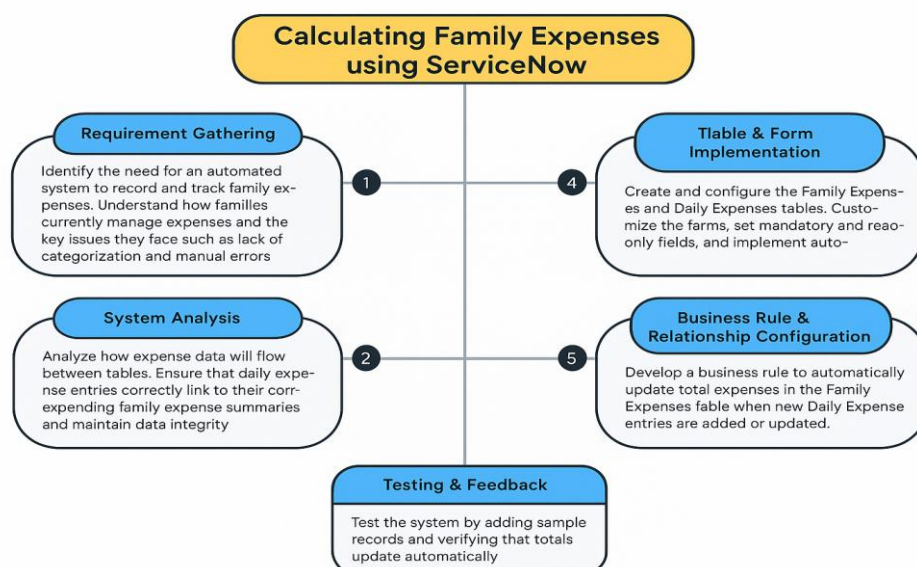 Calculating Family Expenses
using ServiceNow
Requirement Gathering
Identify the need for an automated
system to record and track family ex-
penses. Understand how familles
currently manage expenses and the
key issues they face such as lack of
categorization and manual errors
1
System Analysis
Analyze how expense data will flow
between tables. Ensure that daily expe-
nse entries correctly link to their corr-
expending family expense summaries
and maintain data integrity
2
Tlable & Form
Implementation
4
Create and configure the Family Expens-
es and Daily Expenses tables. Custo-
mize the farms, set mandatory and reao-
only fields, and implement auto-
Business Rule &
Relationship Configuration
5
Develop a business rule to automatically
update total expenses in the Family
Expenses fable when new Daily Expense
entries are added or updated.
Testing & Feedback
Test the system by adding sample
records and verifying that totals
update automatically